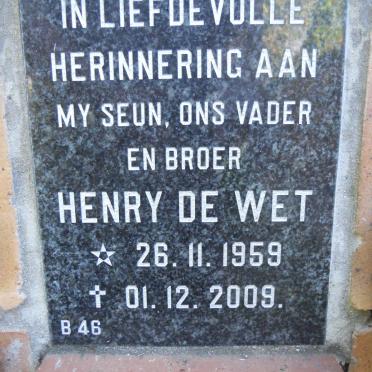 IN LIEFDEVOLLE
HERINNERING AAN
MY SEUN, ONS VADER
EN BROER
HENRY DE WET
☆ 26.11.1959
✝ 01.12.2009.
B46